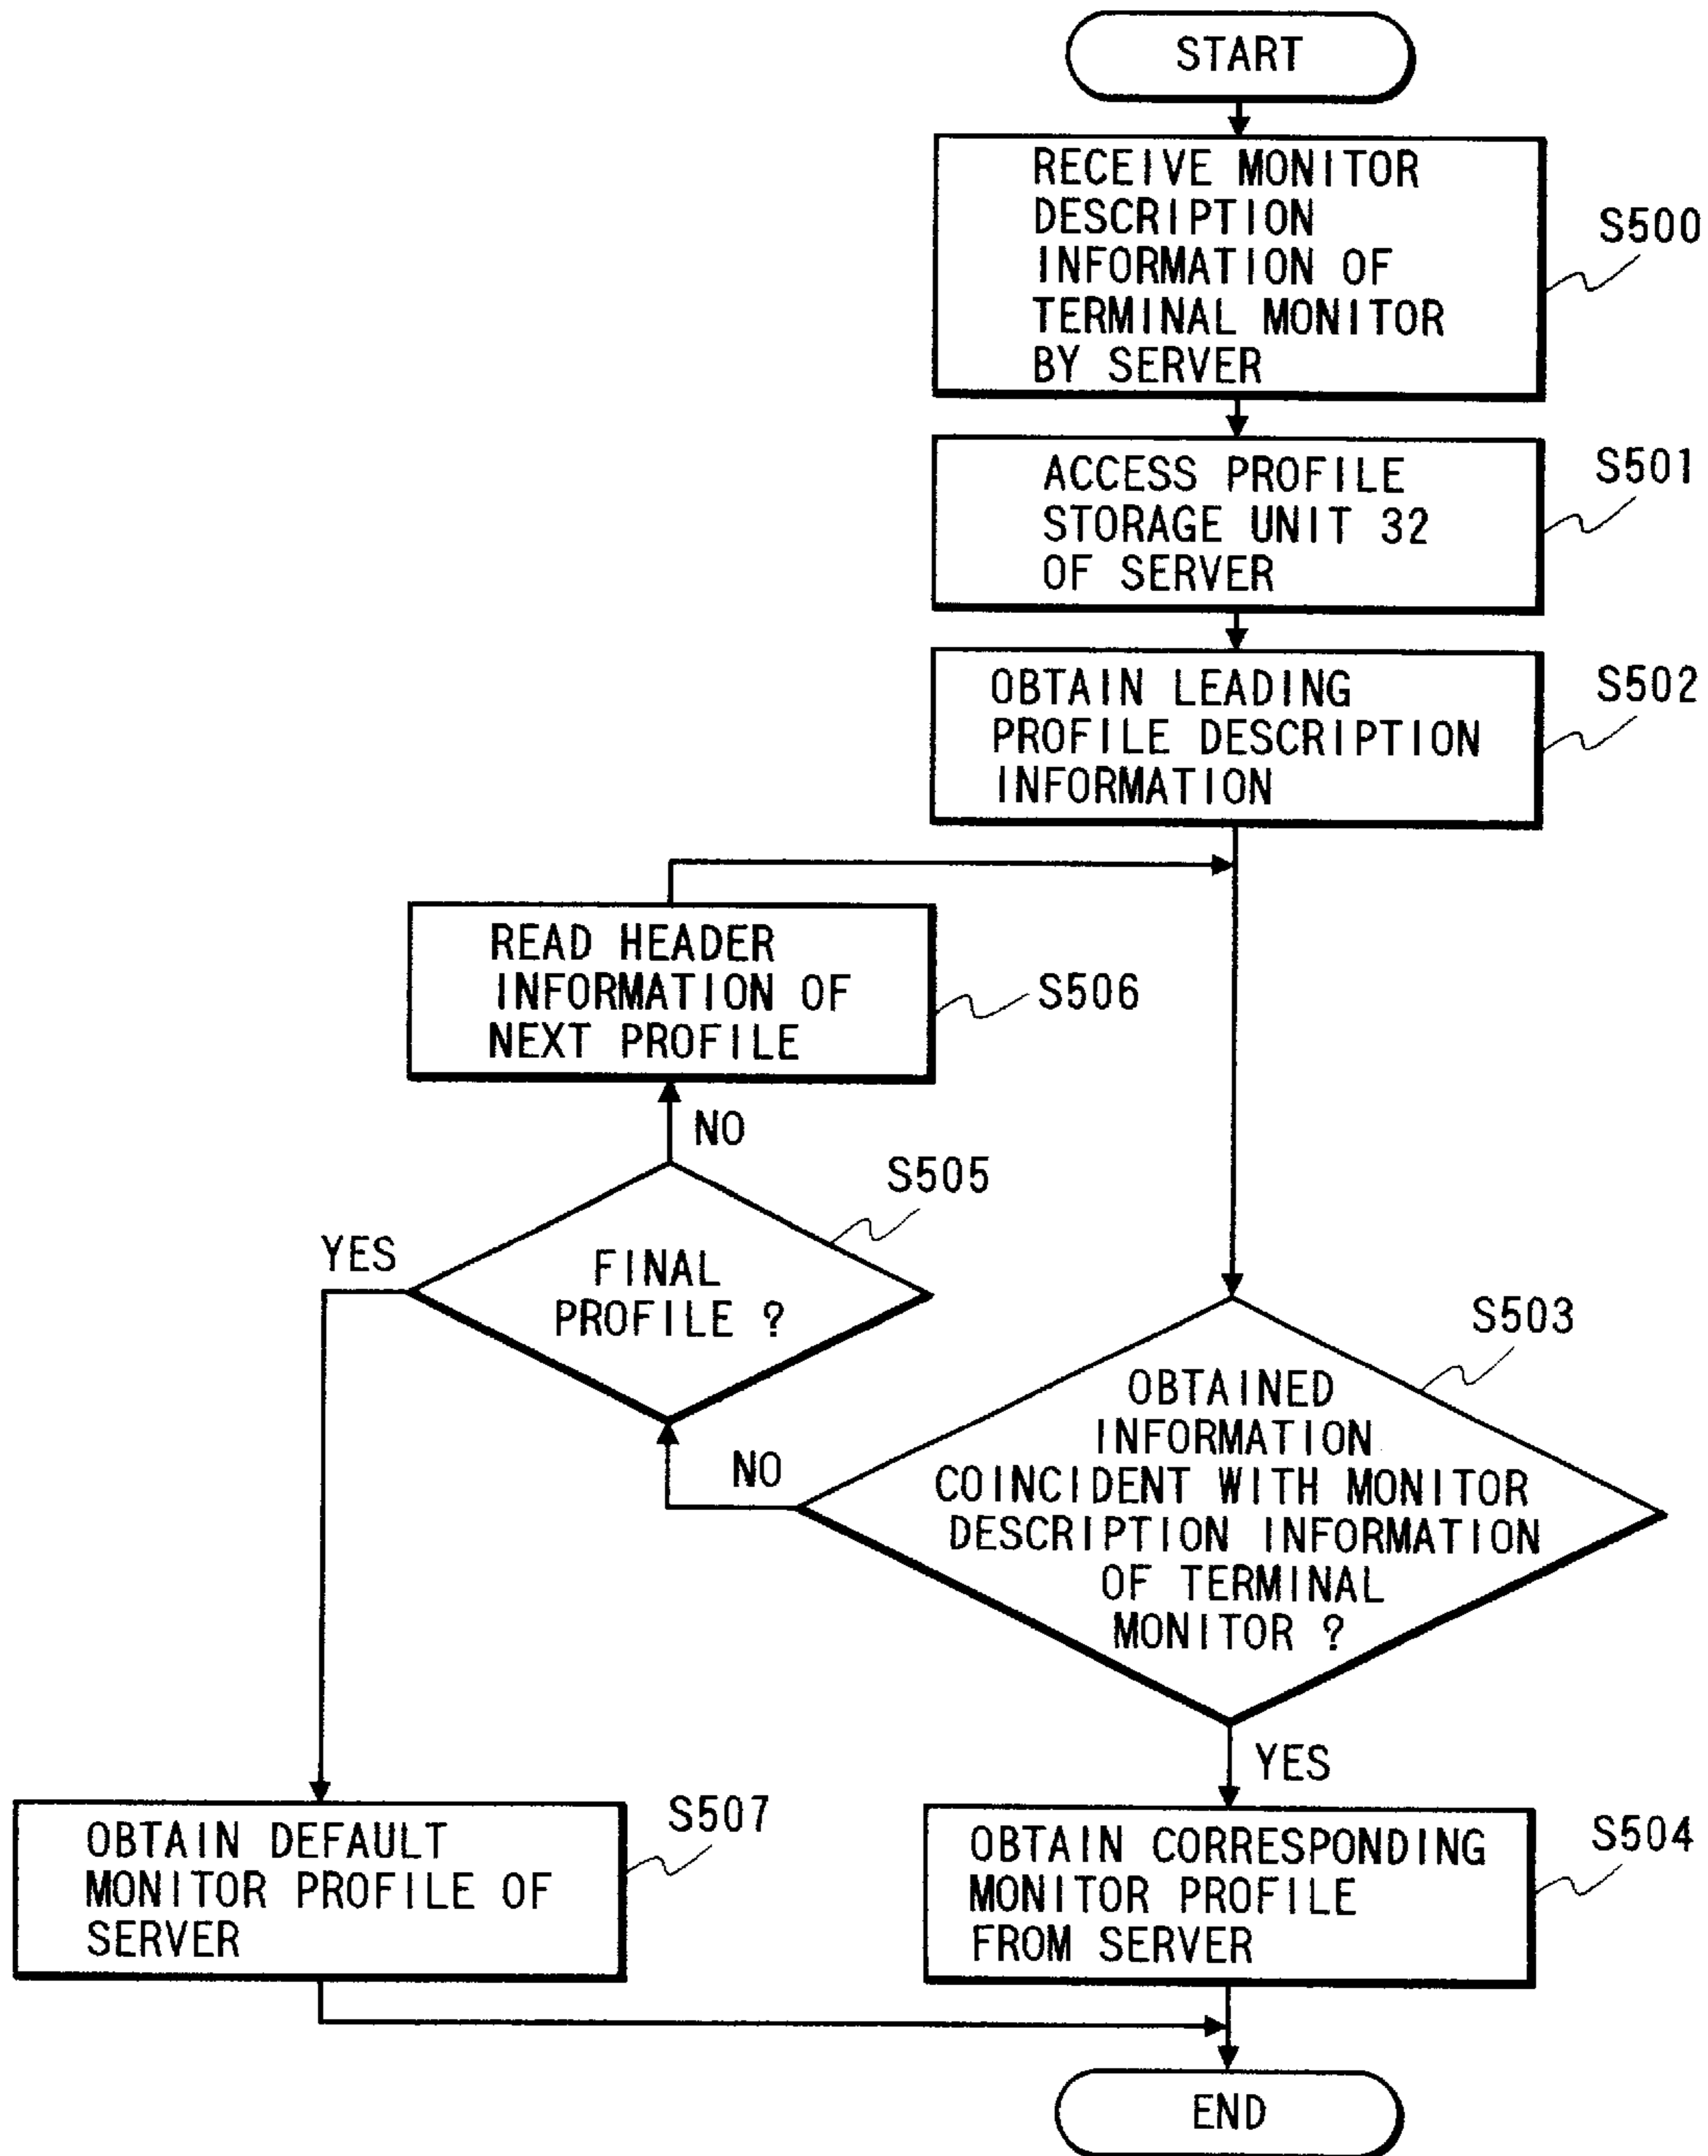 START
RECEIVE MONITOR
DESCRIPTION
INFORMATION OF
TERMINAL MONITOR
BY SERVER
S500
ACCESS PROFILE
STORAGE UNIT 32
OF SERVER
S501
OBTAIN LEADING
PROFILE DESCRIPTION
INFORMATION
S502
READ HEADER
INFORMATION OF
NEXT PROFILE
S506
NO
S505
YES
FINAL
PROFILE ?
S503
OBTAINED
INFORMATION
COINCIDENT WITH MONITOR
DESCRIPTION INFORMATION
OF TERMINAL
MONITOR ?
NO
YES
OBTAIN DEFAULT
MONITOR PROFILE OF
SERVER
S507
OBTAIN CORRESPONDING
MONITOR PROFILE
FROM SERVER
S504
END